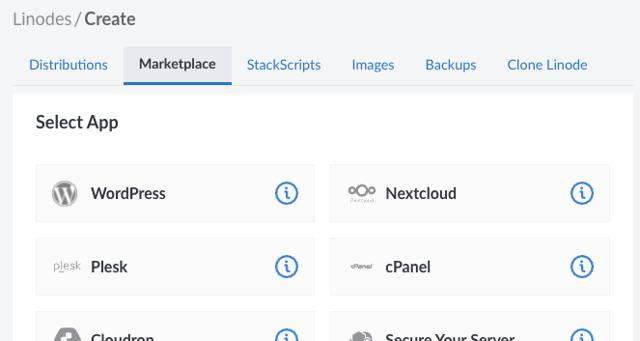 Linodes / Create
Distributions Marketplace StackScripts Images Backups Clone Linode
Select App
WordPress
Nextcloud
plesk Plesk
cPanel cPanel
Cloudron
Secure Your Server